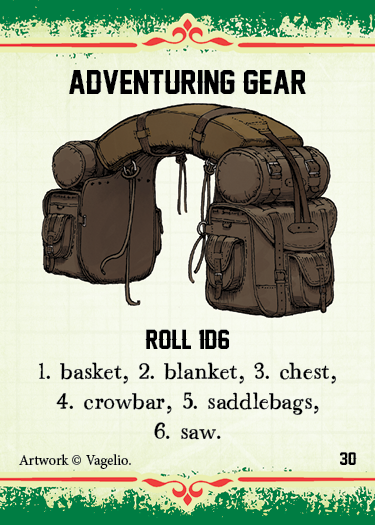 ADVENTURING GEAR
ROLL 1D6
1. basket, 2. blanket, 3. chest,
4. crowbar, 5. saddlebags,
6. saw.
Artwork © Vagelio.
30